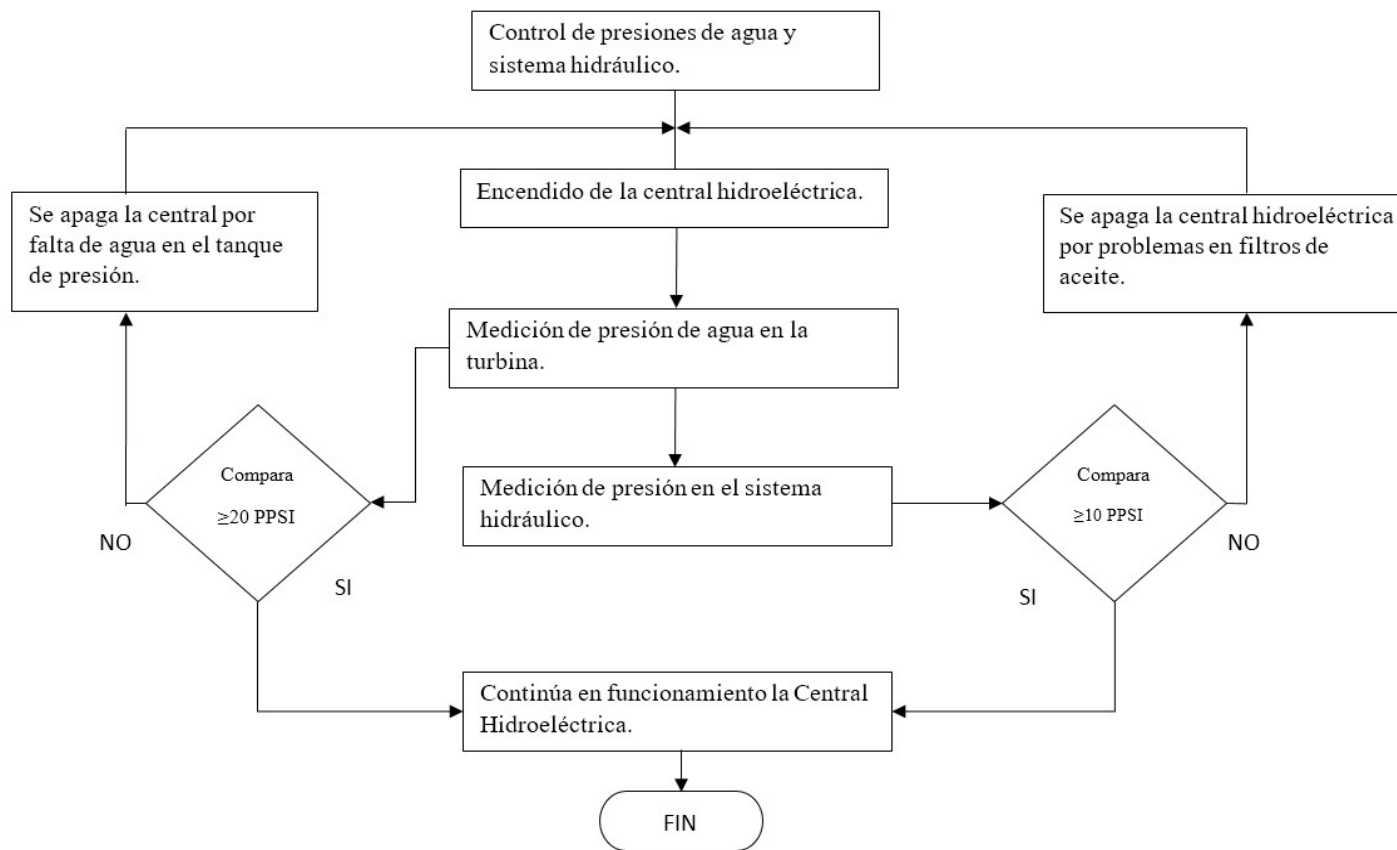 Control de presiones de agua y
sistema hidráulico.
Encendido de la central hidroeléctrica.
Se apaga la central por
falta de agua en el tanque
de presión.
Se apaga la central hidroeléctrica
por problemas en filtros de
aceite.
Medición de presión de agua en la
turbina.
Compara
≥20 PPSI
NO
SI
Medición de presión en el sistema
hidráulico.
Compara
≥10 PPSI
NO
SI
Continúa en funcionamiento la Central
Hidroeléctrica.
FIN